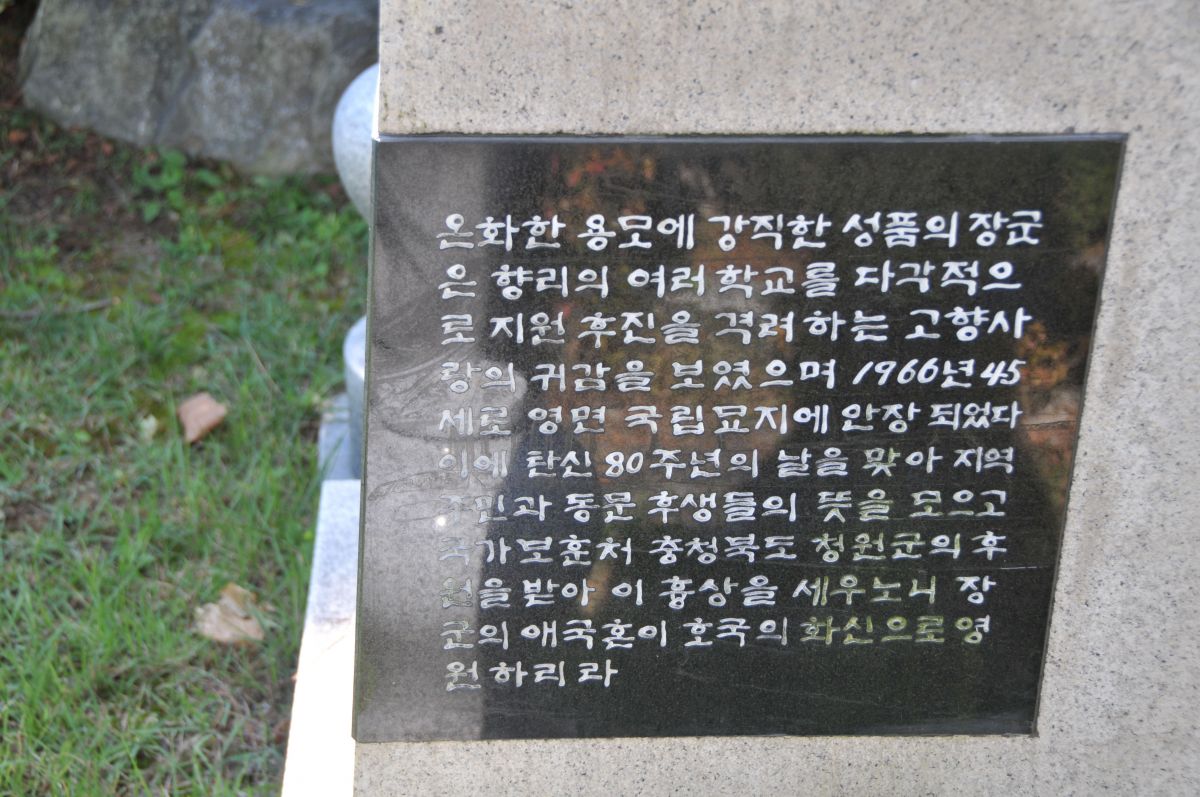 온화한 용모에 강직한 성품의 장군
은 향리의 여러 학교를 다각적으
로 지원 후진을 격려하는 고향사
랑의 귀감을 보였으며 1966년 45
세로 영면 국립묘지에 안장 되었다
이에 탄신 80주년의 날을 맞아 지역
주민과 동문 후생들의 뜻을 모으고
국가보훈처 충청북도 청원군의 후
원을 받아 이 흉상을 세우노니 장
군의 애국혼이 호국의 화신으로 영
원하리라